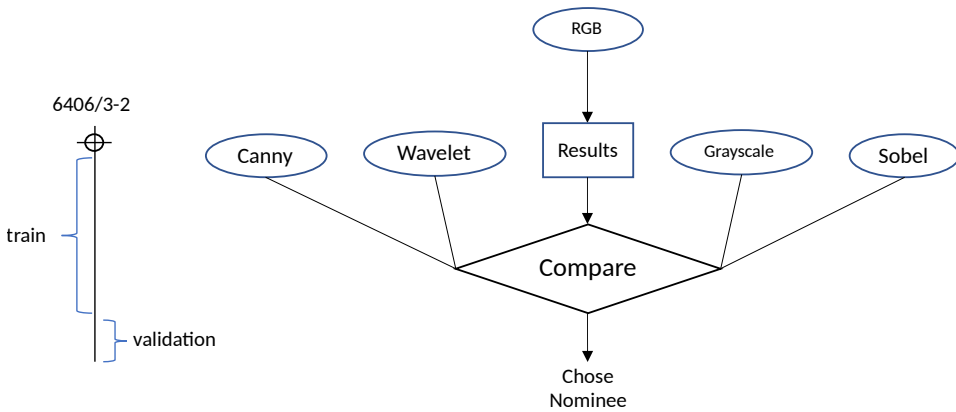 RGB
6406/3-2
Canny
Wavelet
Results
Grayscale
Sobel
train
Compare
validation
Chose
Nominee